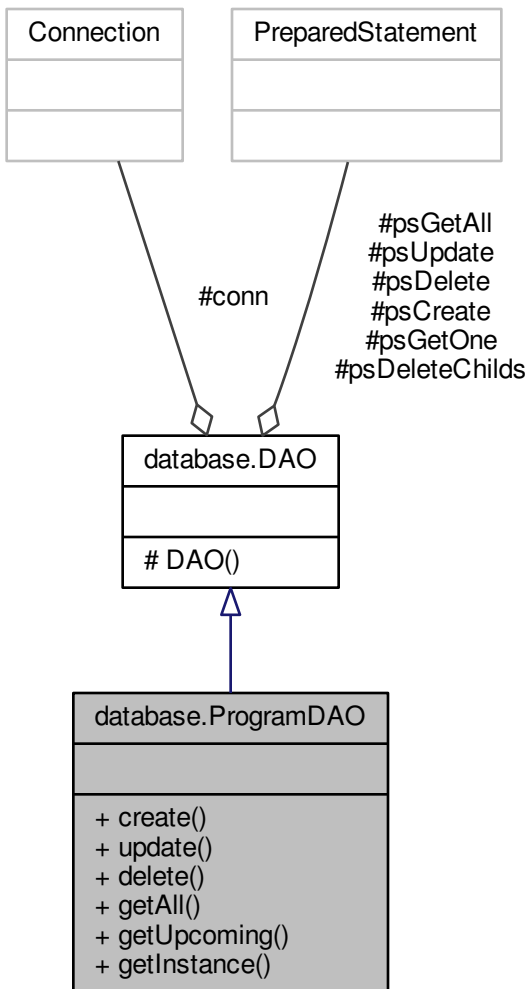 Connection
PreparedStatement
#psGetAll
#psUpdate
#psDelete
#conn
#psCreate
#psGetOne
#psDeleteChilds
database.DAO
# DAO()
database.ProgramDAO
+ create()
+ update()
+ delete()
+ getAll()
+ getUpcoming()
+ getInstance()